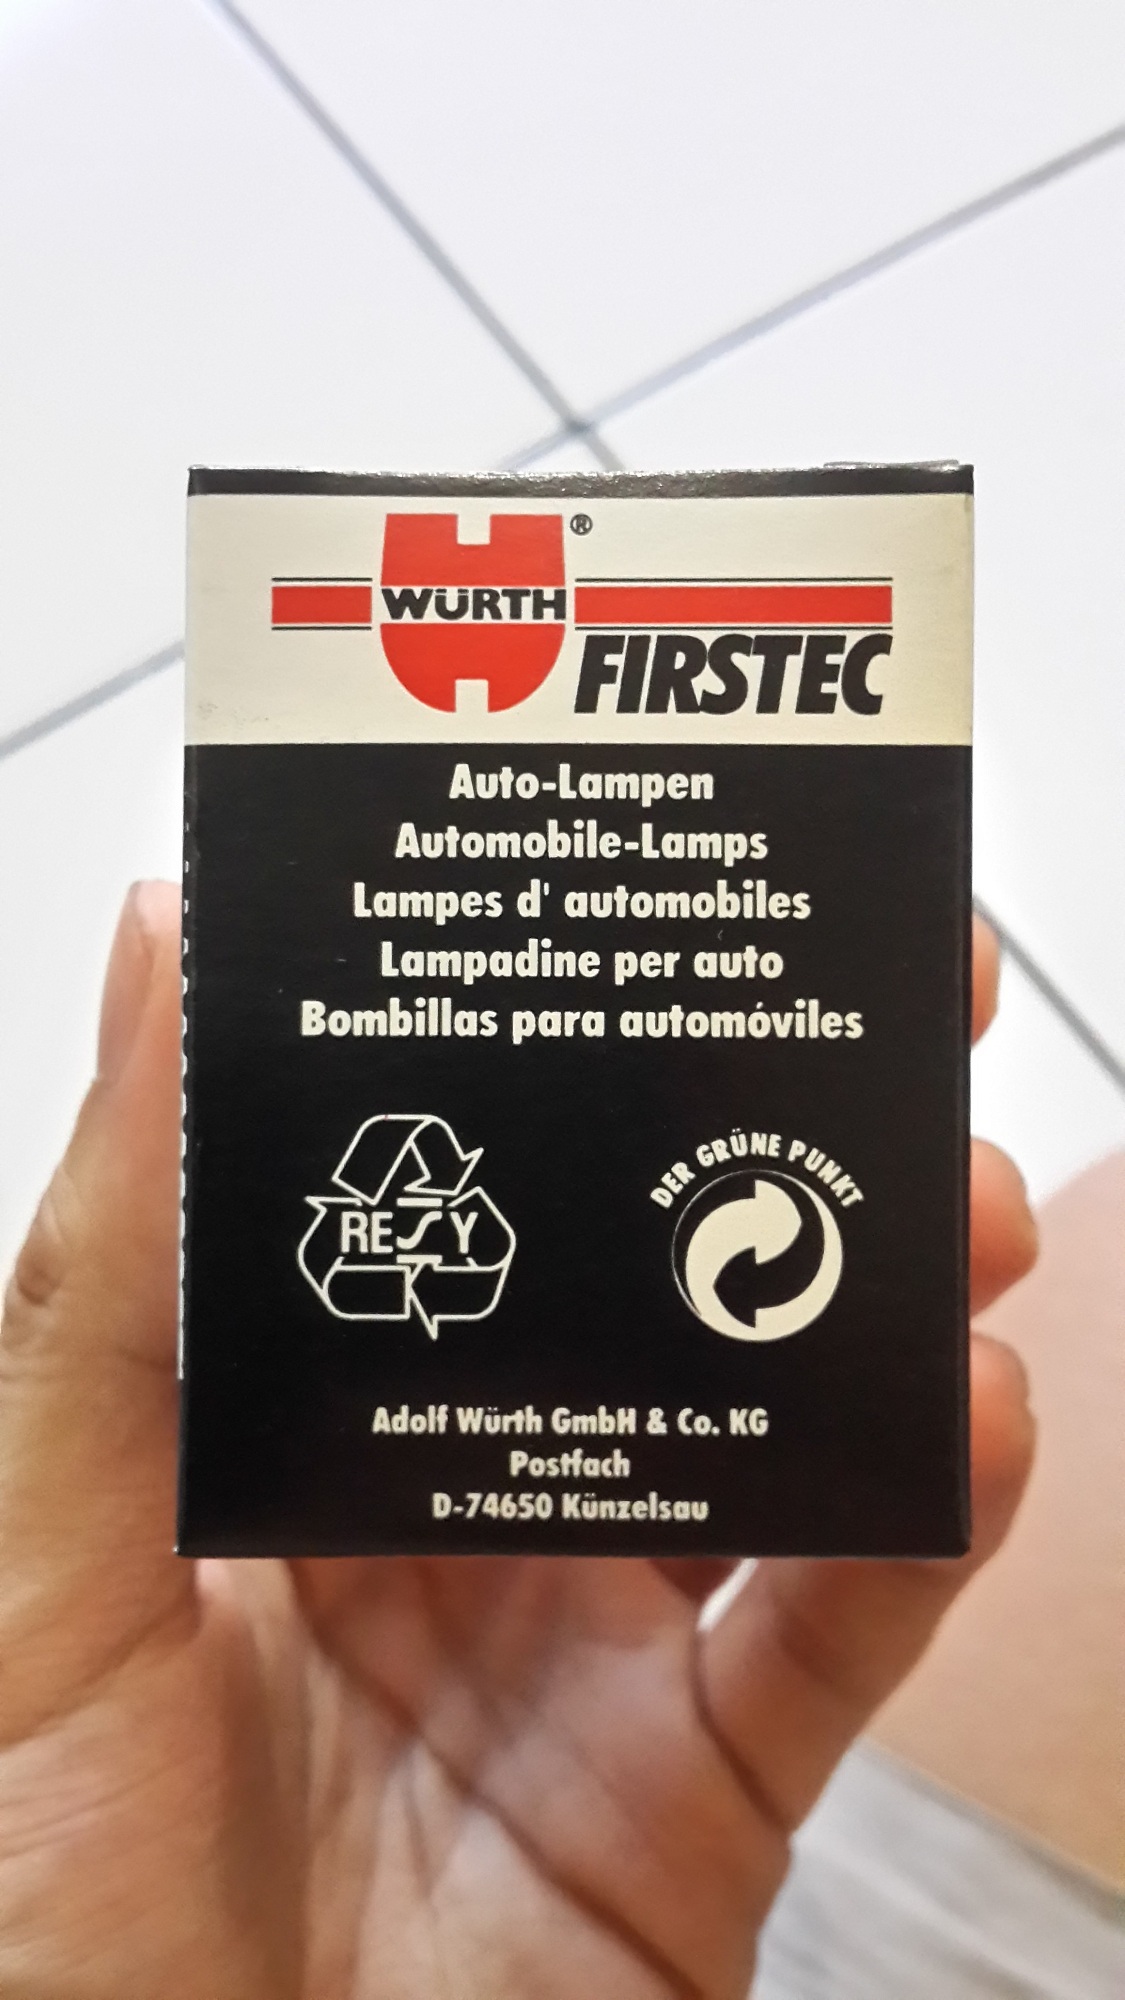 WÜRTH®
FIRSTEC
Auto-Lampen
Automobile-Lamps
Lampes d' automobiles
Lampadine per auto
Bombillas para automóviles
RESY
DER GRÜNE PUNKT
Adolf Würth GmbH & Co. KG
Postfach
D-74650 Künzelsau